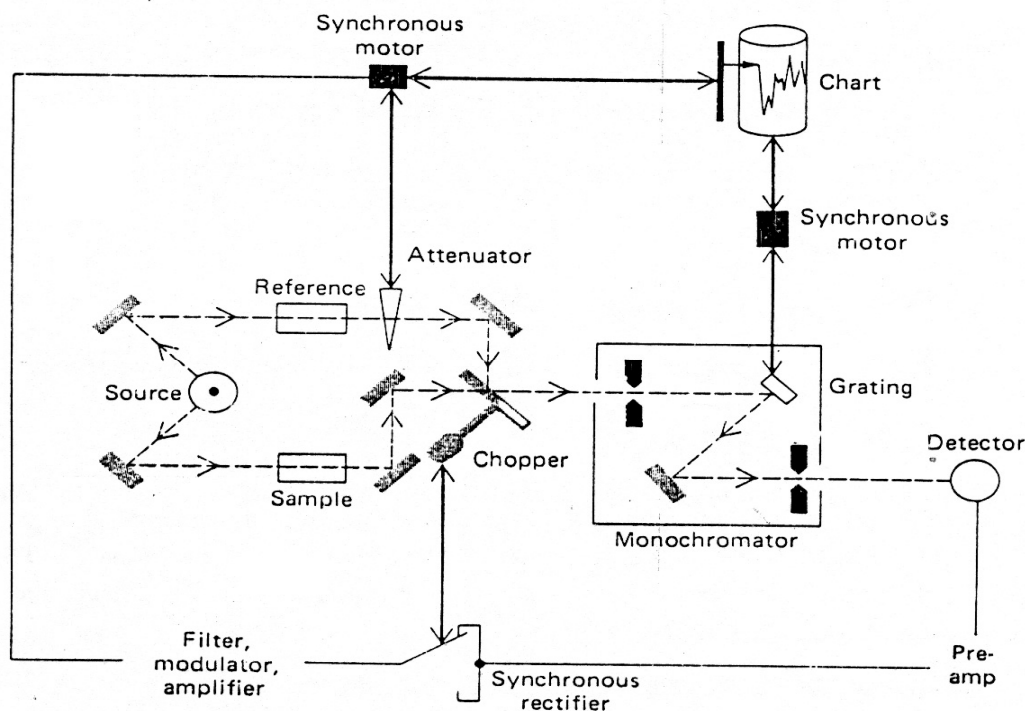 Synchronous
motor
Chart
Synchronous
motor
Attenuator
Reference
Source
Grating
Detector
Chopper
Sample
Monochromator
Filter,
modulator,
amplifier
Synchronous
rectifier
Pre-
amp